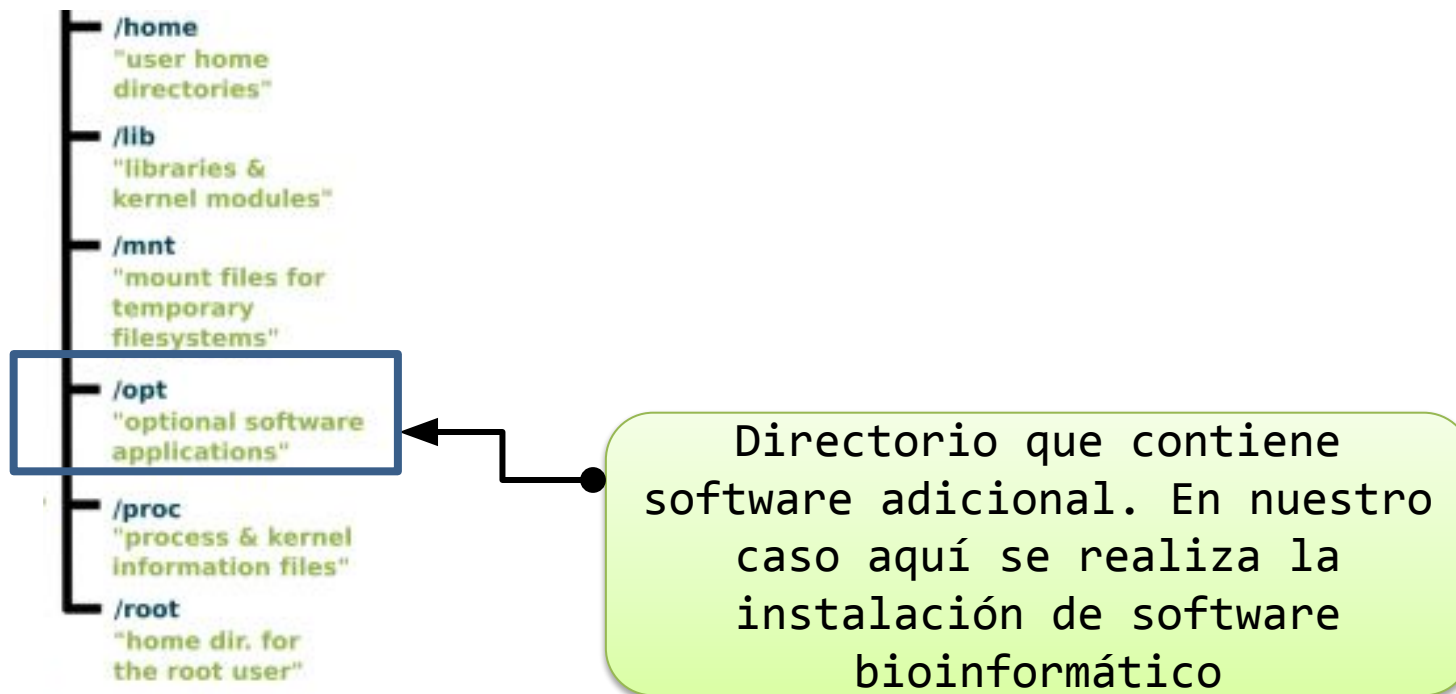 /home
"user home
directories"
/lib
"libraries &
kernel modules"
/mnt
"mount files for
temporary
filesystems"
/opt
"optional software
applications"
/proc
"process & kernel
information files"
/root
"home dir. for
the root user"
Directorio que contiene
software adicional. En nuestro
caso aquí se realiza la
instalación de software
bioinformático